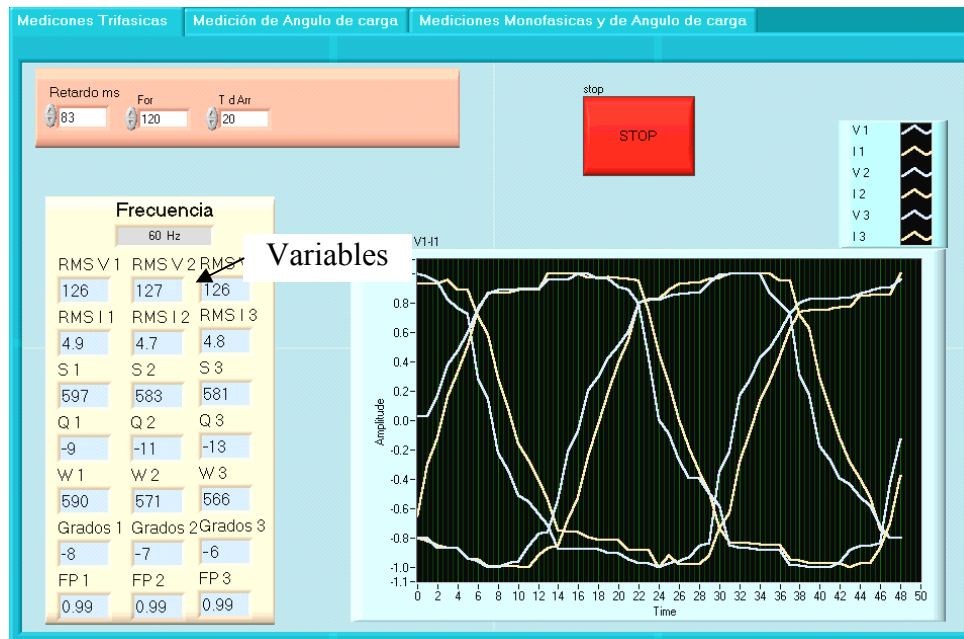 Medicones Trifasicas Medición de Angulo de carga Mediciones Monofasicas y de Angulo de carga
Retardo ms For T d Arr
83 120 20
stop
STOP
V 1
I 1
V 2
I 2
V 3
I 3
Frecuencia
60 Hz
Variables
RMS V 1 RMS V 2 RMS
126 127 126
RMS I 1 RMS I 2 RMS I 3
4.9 4.7 4.8
S 1 S 2 S 3
597 583 581
Q 1 Q 2 Q 3
-9 -11 -13
W 1 W 2 W 3
590 571 566
Grados 1 Grados 2 Grados 3
-8 -7 -6
FP 1 FP 2 FP 3
0.99 0.99 0.99
V1-I1
0.8-
0.6-
0.4-
0.2-
0.0-
-0.2-
-0.4-
-0.6-
-0.8-
-1.0-
-1.1-
Amplitude
0 2 4 6 8 10 12 14 16 18 20 22 24 26 28 30 32 34 36 38 40 42 44 46 48 50
Time